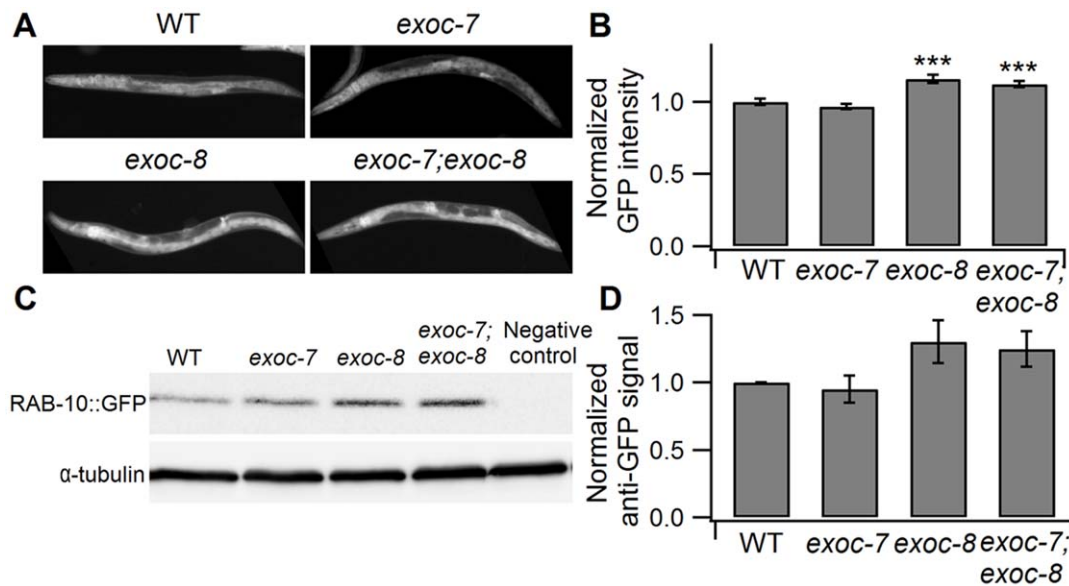 A
WT
exoc-7
exoc-8
exoc-7;exoc-8
B
Normalized
GFP intensity
1.0
0.5
0.0
***
***
WT
exoc-7
exoc-8
exoc-7;
exoc-8
C
WT
exoc-7
exoc-8
exoc-7;
exoc-8
Negative
control
RAB-10::GFP
α-tubulin
D
Normalized
anti-GFP signal
1.5
1.0
0.5
0.0
WT
exoc-7
exoc-8
exoc-7;
exoc-8